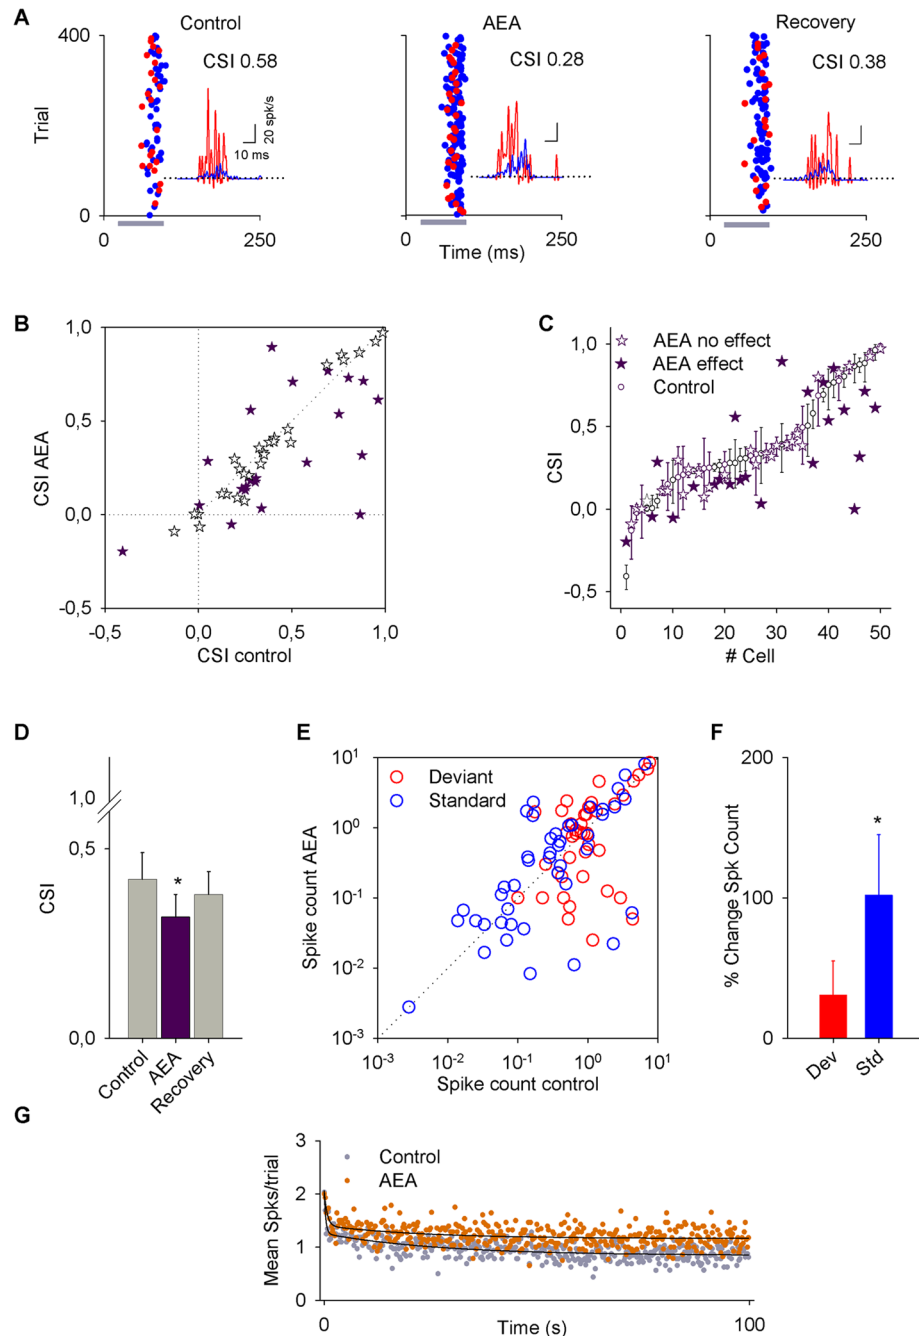 A
Control
AEA
Recovery
400
CSI 0.58
CSI 0.28
CSI 0.38
Trial
20 spk/s
10 ms
0
0
250
0
Time (ms)
250
0
250
B
C
1,0
0,5
0,0
-0,5
CSI AEA
-0,5
0,0
0,5
1,0
CSI control
AEA no effect
AEA effect
Control
1,0
0,5
0,0
-0,5
CSI
0
10
20
30
40
50
# Cell
D
E
F
1,0
0,5
0,0
CSI
*
Control
AEA
Recovery
Deviant
Standard
10¹
10⁰
10⁻¹
10⁻²
10⁻³
Spike count AEA
10⁻³
10⁻²
10⁻¹
10⁰
10¹
Spike count control
200
100
0
% Change Spk Count
*
Dev
Std
G
Control
AEA
3
2
1
0
Mean Spks/trial
0
Time (s)
100